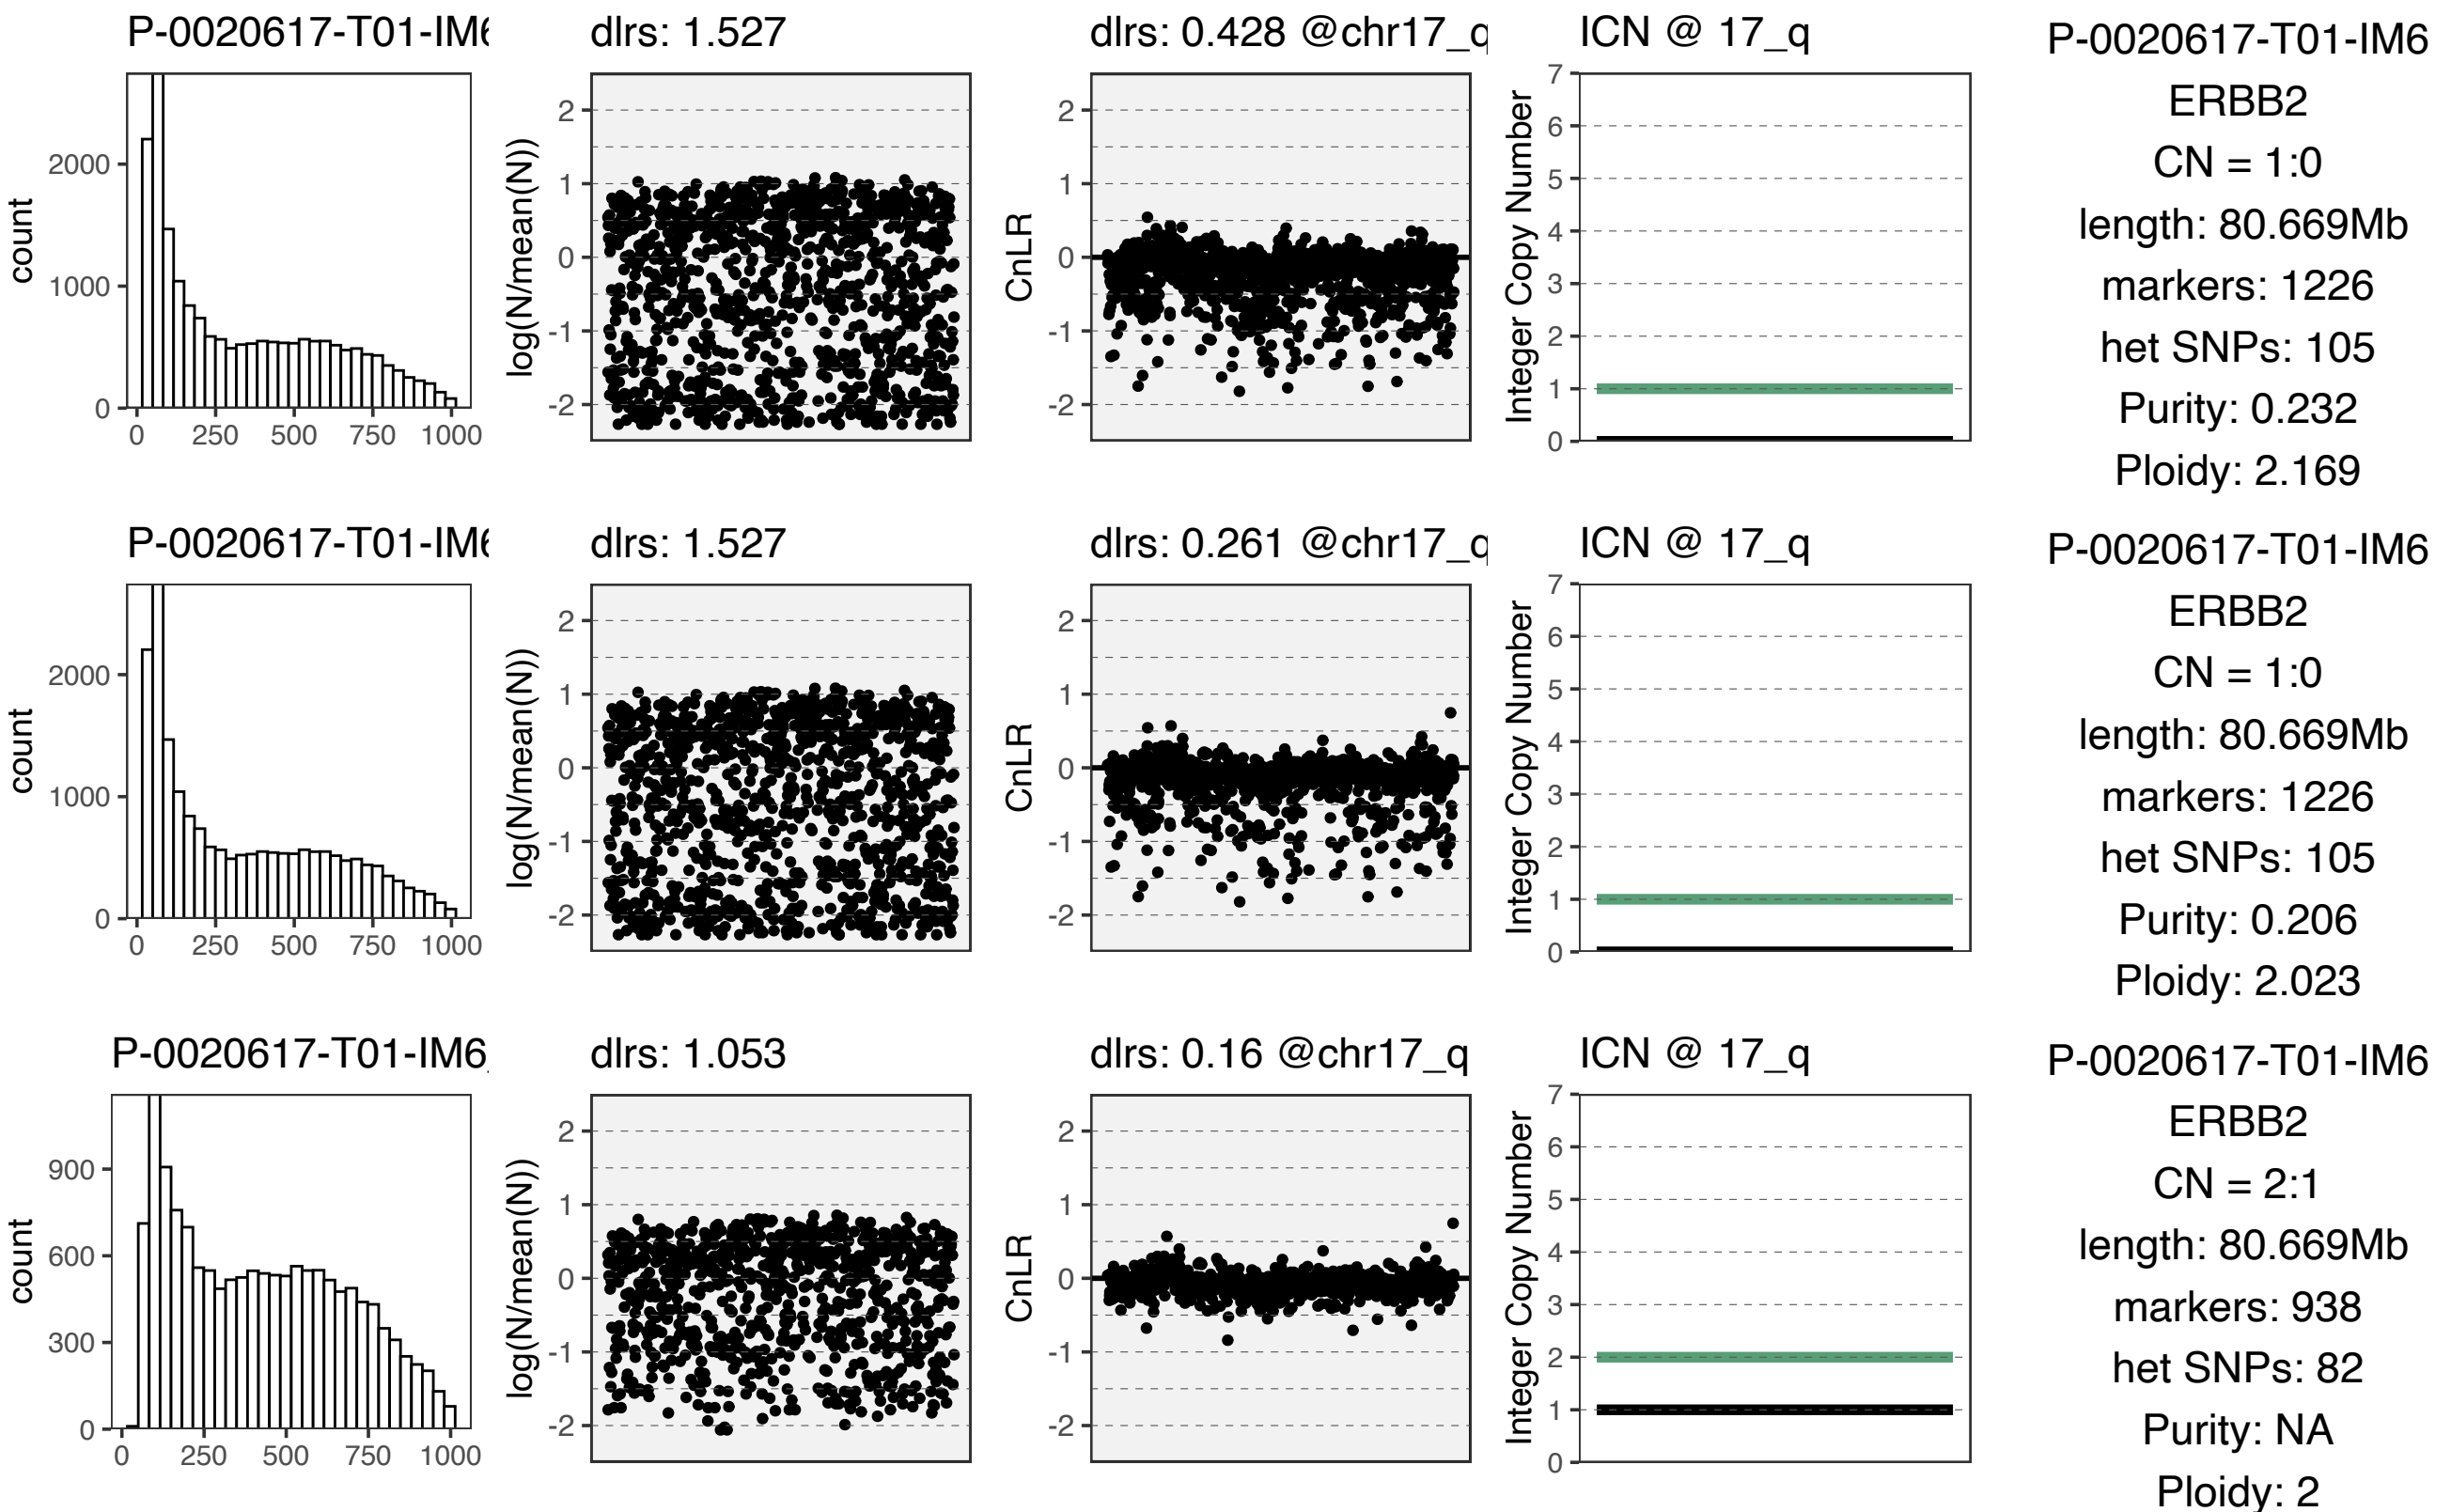 P-0020617-T01-IM6
dlrs: 1.527
dlrs: 0.428 @chr17_q
ICN @ 17_q
P-0020617-T01-IM6
ERBB2
CN = 1:0
length: 80.669Mb
markers: 1226
het SNPs: 105
Purity: 0.232
Ploidy: 2.169
count
2000
1000
0
0 250 500 750 1000
log(N/mean(N))
2
1
0
-1
-2
CnLR
2
1
0
-1
-2
Integer Copy Number
7
6
5
4
3
2
1
0
P-0020617-T01-IM6
dlrs: 1.527
dlrs: 0.261 @chr17_q
ICN @ 17_q
P-0020617-T01-IM6
ERBB2
CN = 1:0
length: 80.669Mb
markers: 1226
het SNPs: 105
Purity: 0.206
Ploidy: 2.023
count
2000
1000
0
0 250 500 750 1000
log(N/mean(N))
2
1
0
-1
-2
CnLR
2
1
0
-1
-2
Integer Copy Number
7
6
5
4
3
2
1
0
P-0020617-T01-IM6_
dlrs: 1.053
dlrs: 0.16 @chr17_q
ICN @ 17_q
P-0020617-T01-IM6
ERBB2
CN = 2:1
length: 80.669Mb
markers: 938
het SNPs: 82
Purity: NA
Ploidy: 2
count
900
600
300
0
0 250 500 750 1000
log(N/mean(N))
2
1
0
-1
-2
CnLR
2
1
0
-1
-2
Integer Copy Number
7
6
5
4
3
2
1
0